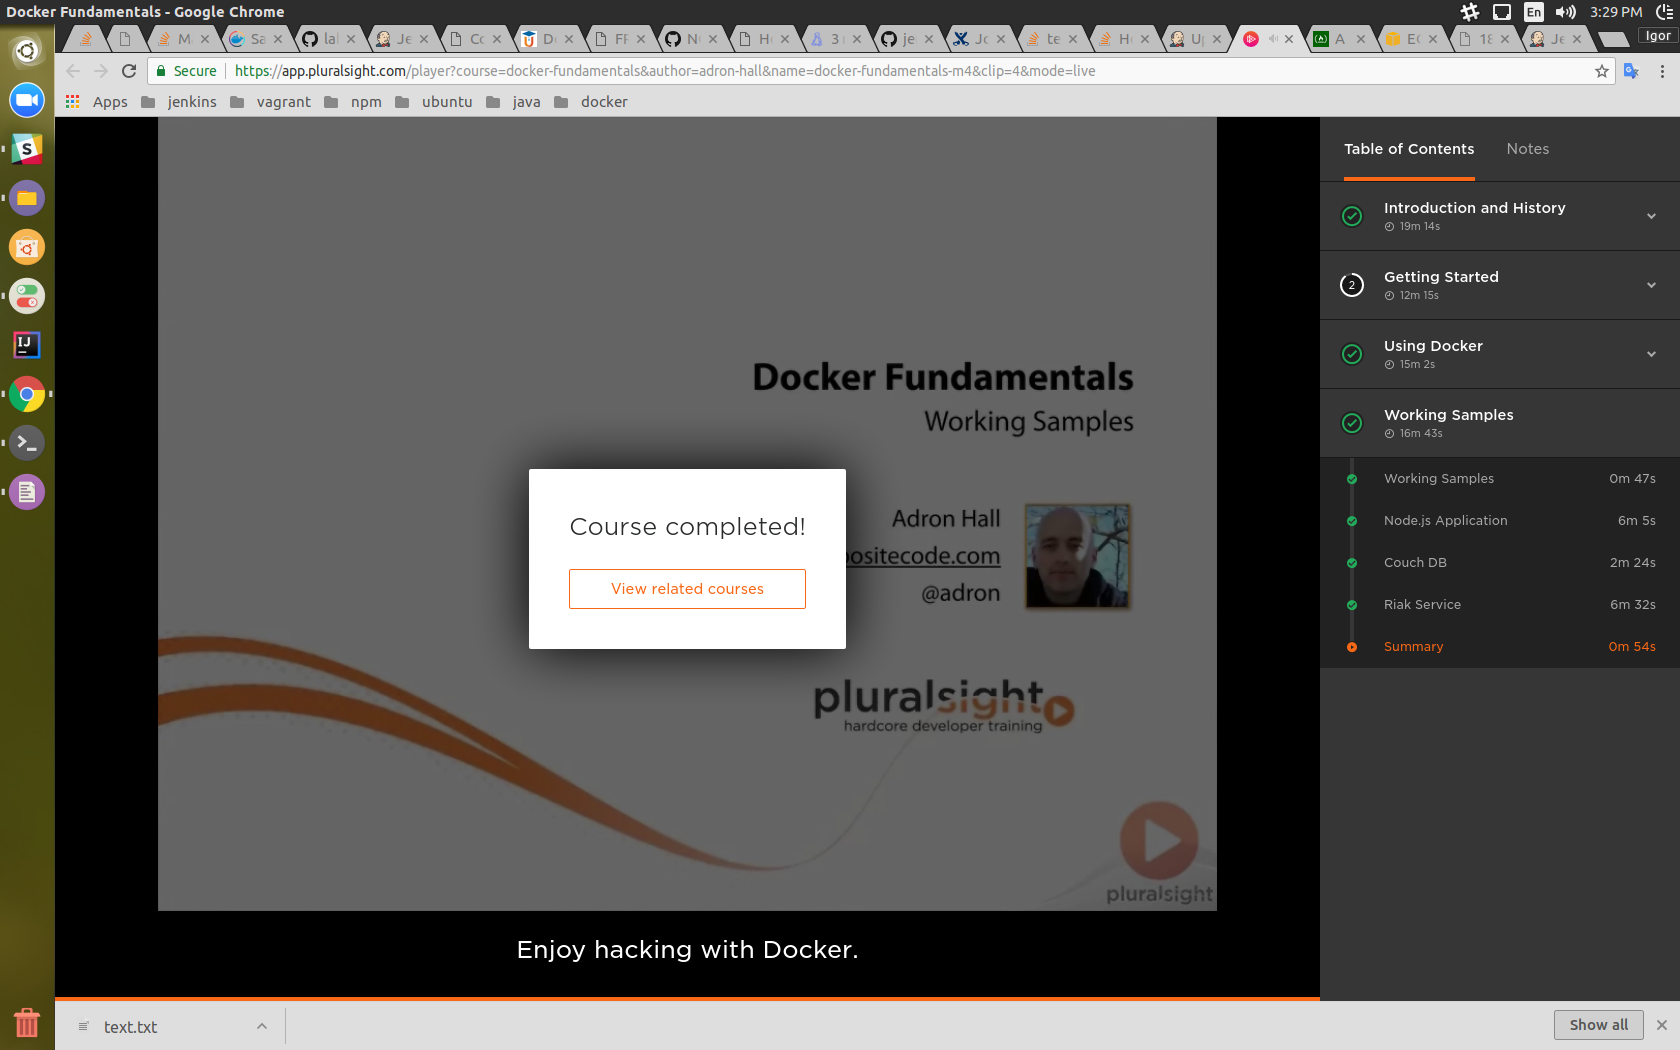 Docker Fundamentals - Google Chrome
En
3:29 PM
M
Sa
lal
Je
Co
D
FF
N
H
3
je
Jc
te
H
U
A
EC
18
Je
Igor
Secure
https://app.pluralsight.com/player?course=docker-fundamentals&author=adron-hall&name=docker-fundamentals-m4&clip=4&mode=live
Apps
jenkins
vagrant
npm
ubuntu
java
docker
Docker Fundamentals
Working Samples
Adron Hall
ositecode.com
@adron
pluralsight
hardcore developer training
pluralsight
Course completed!
View related courses
Enjoy hacking with Docker.
Table of Contents
Notes
Introduction and History
19m 14s
2
Getting Started
12m 15s
Using Docker
15m 2s
Working Samples
16m 43s
Working Samples 0m 47s
Node.js Application 6m 5s
Couch DB 2m 24s
Riak Service 6m 32s
Summary 0m 54s
text.txt
Show all